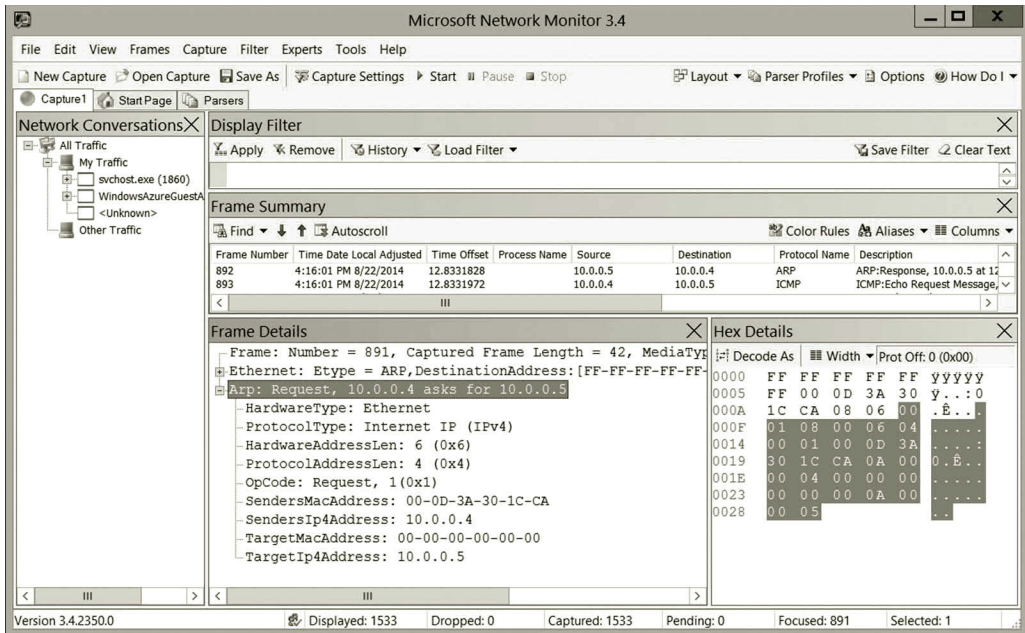 Microsoft Network Monitor 3.4
File Edit View Frames Capture Filter Experts Tools Help
New Capture Open Capture Save As Capture Settings Start Pause Stop Layout Parser Profiles Options How Do I
Capture1 Start Page Parsers
Network Conversations
All Traffic
My Traffic
svchost.exe (1860)
WindowsAzureGuestA
<Unknown>
Other Traffic
Display Filter
Apply Remove History Load Filter Save Filter Clear Text
Frame Summary
Find Autoscroll Color Rules Aliases Columns
Frame Number Time Date Local Adjusted Time Offset Process Name Source Destination Protocol Name Description
892 4:16:01 PM 8/22/2014 12.8331828 10.0.0.5 10.0.0.4 ARP ARP:Response, 10.0.0.5 at 12
893 4:16:01 PM 8/22/2014 12.8331972 10.0.0.4 10.0.0.5 ICMP ICMP:Echo Request Message,
Frame Details
Frame: Number = 891, Captured Frame Length = 42, MediaTyp
Ethernet: Etype = ARP,DestinationAddress:[FF-FF-FF-FF-FF-
Arp: Request, 10.0.0.4 asks for 10.0.0.5
HardwareType: Ethernet
ProtocolType: Internet IP (IPv4)
HardwareAddressLen: 6 (0x6)
ProtocolAddressLen: 4 (0x4)
OpCode: Request, 1(0x1)
SendersMacAddress: 00-0D-3A-30-1C-CA
SendersIp4Address: 10.0.0.4
TargetMacAddress: 00-00-00-00-00-00
TargetIp4Address: 10.0.0.5
Hex Details
Decode As Width Prot Off: 0 (0x00)
0000 FF FF FF FF FF ÿÿÿÿÿ
0005 FF 00 0D 3A 30 ÿ..:0
000A 1C CA 08 06 00 .Ê...
000F 01 08 00 06 04 .....
0014 00 01 00 0D 3A ....:
0019 30 1C CA 0A 00 0.Ê..
001E 00 04 00 00 00 .....
0023 00 00 00 0A 00 .....
0028 00 05 ..
Version 3.4.2350.0 Displayed: 1533 Dropped: 0 Captured: 1533 Pending: 0 Focused: 891 Selected: 1